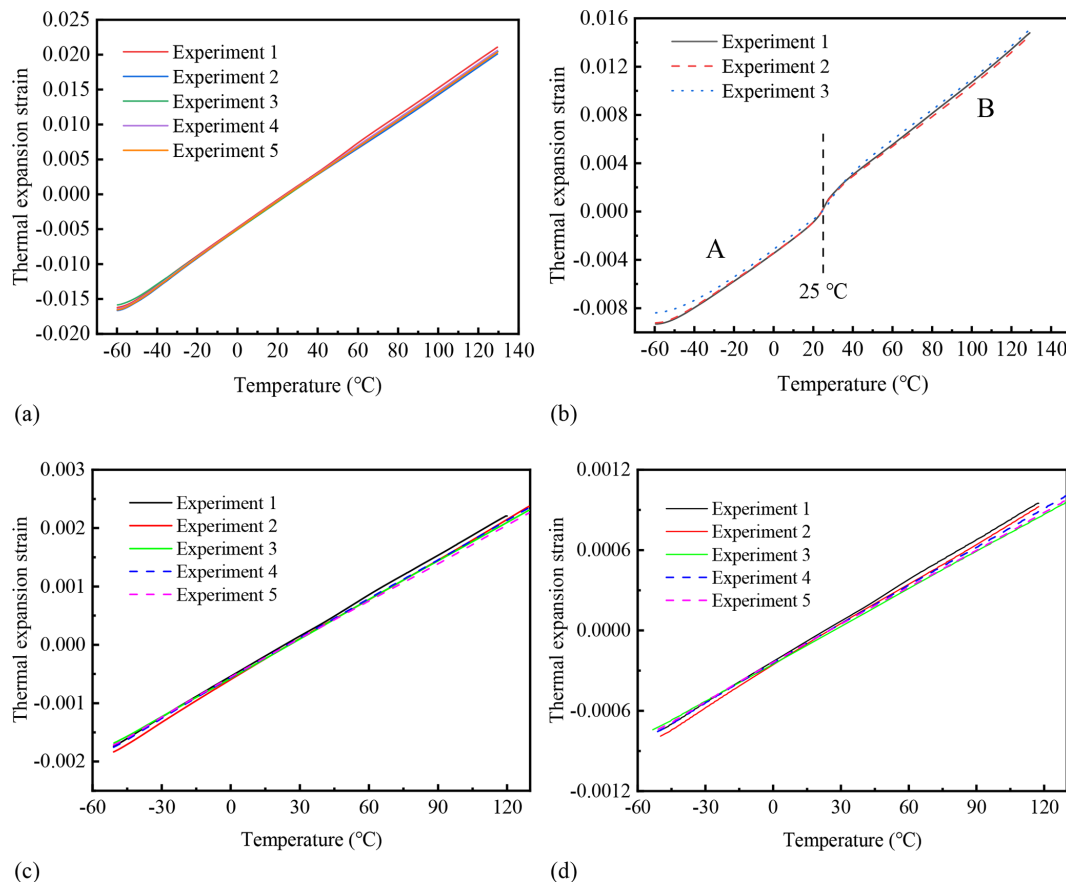 0.025
0.020
0.015
0.010
0.005
0.000
-0.005
-0.010
-0.015
-0.020
Thermal expansion strain
Experiment 1
Experiment 2
Experiment 3
Experiment 4
Experiment 5
-60 -40 -20 0 20 40 60 80 100 120 140
Temperature (℃)
(a)
0.016
0.012
0.008
0.004
0.000
-0.004
-0.008
Thermal expansion strain
Experiment 1
Experiment 2
Experiment 3
B
A
25 ℃
-60 -40 -20 0 20 40 60 80 100 120 140
Temperature (℃)
(b)
0.003
0.002
0.001
0.000
-0.001
-0.002
Thermal expansion strain
Experiment 1
Experiment 2
Experiment 3
Experiment 4
Experiment 5
-60 -30 0 30 60 90 120
Temperature (℃)
(c)
0.0012
0.0006
0.0000
-0.0006
-0.0012
Thermal expansion strain
Experiment 1
Experiment 2
Experiment 3
Experiment 4
Experiment 5
-60 -30 0 30 60 90 120
Temperature (℃)
(d)